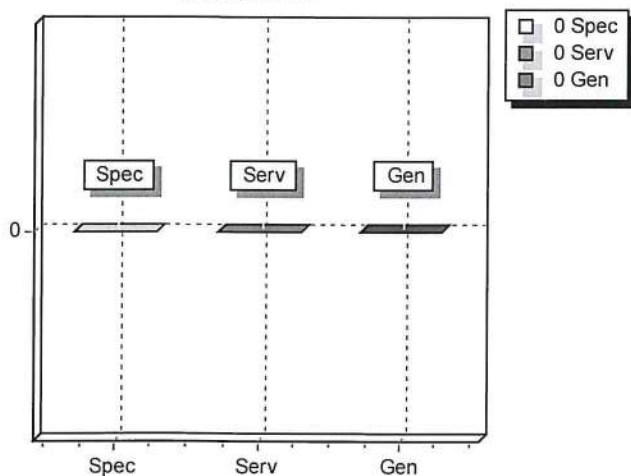 0 Spec
0 Serv
0 Gen
Spec Serv Gen
0
Spec Serv Gen